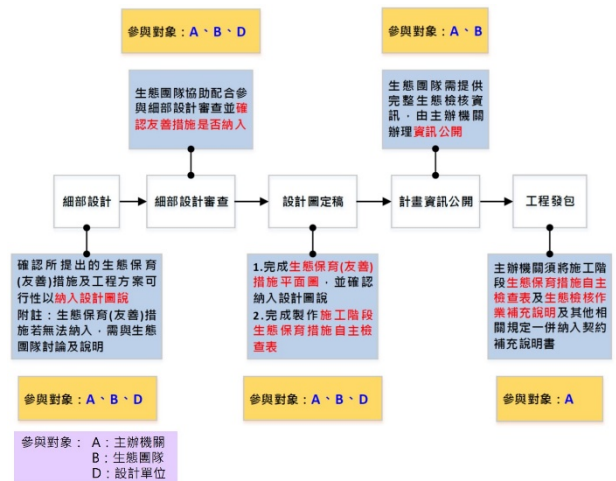 參與對象：A、B、D
參與對象：A、B
生態團隊協助配合參
與細部設計審查並確
認友善措施是否納入
生態團隊需提供
完整生態檢核資
訊，由主辦機關
辦理資訊公開
細部設計
細部設計審查
設計圖定稿
計畫資訊公開
工程發包
確認所提出的生態保育
(友善)措施及工程方案可
行性以納入設計圖說
附註：生態保育(友善)措
施若無法納入，需與生態
團隊討論及說明
1.完成生態保育(友善)
措施平面圖，並確認
納入設計圖說
2.完成製作施工階段
生態保育措施自主檢
查表
主辦機關須將施工階
段生態保育措施自主
檢查表及生態檢核作
業補充說明及其他相
關規定一併納入契約
補充說明書
參與對象：A、B、D
參與對象：A、B、D
參與對象：A
參與對象： A：主辦機關
B：生態團隊
D：設計單位